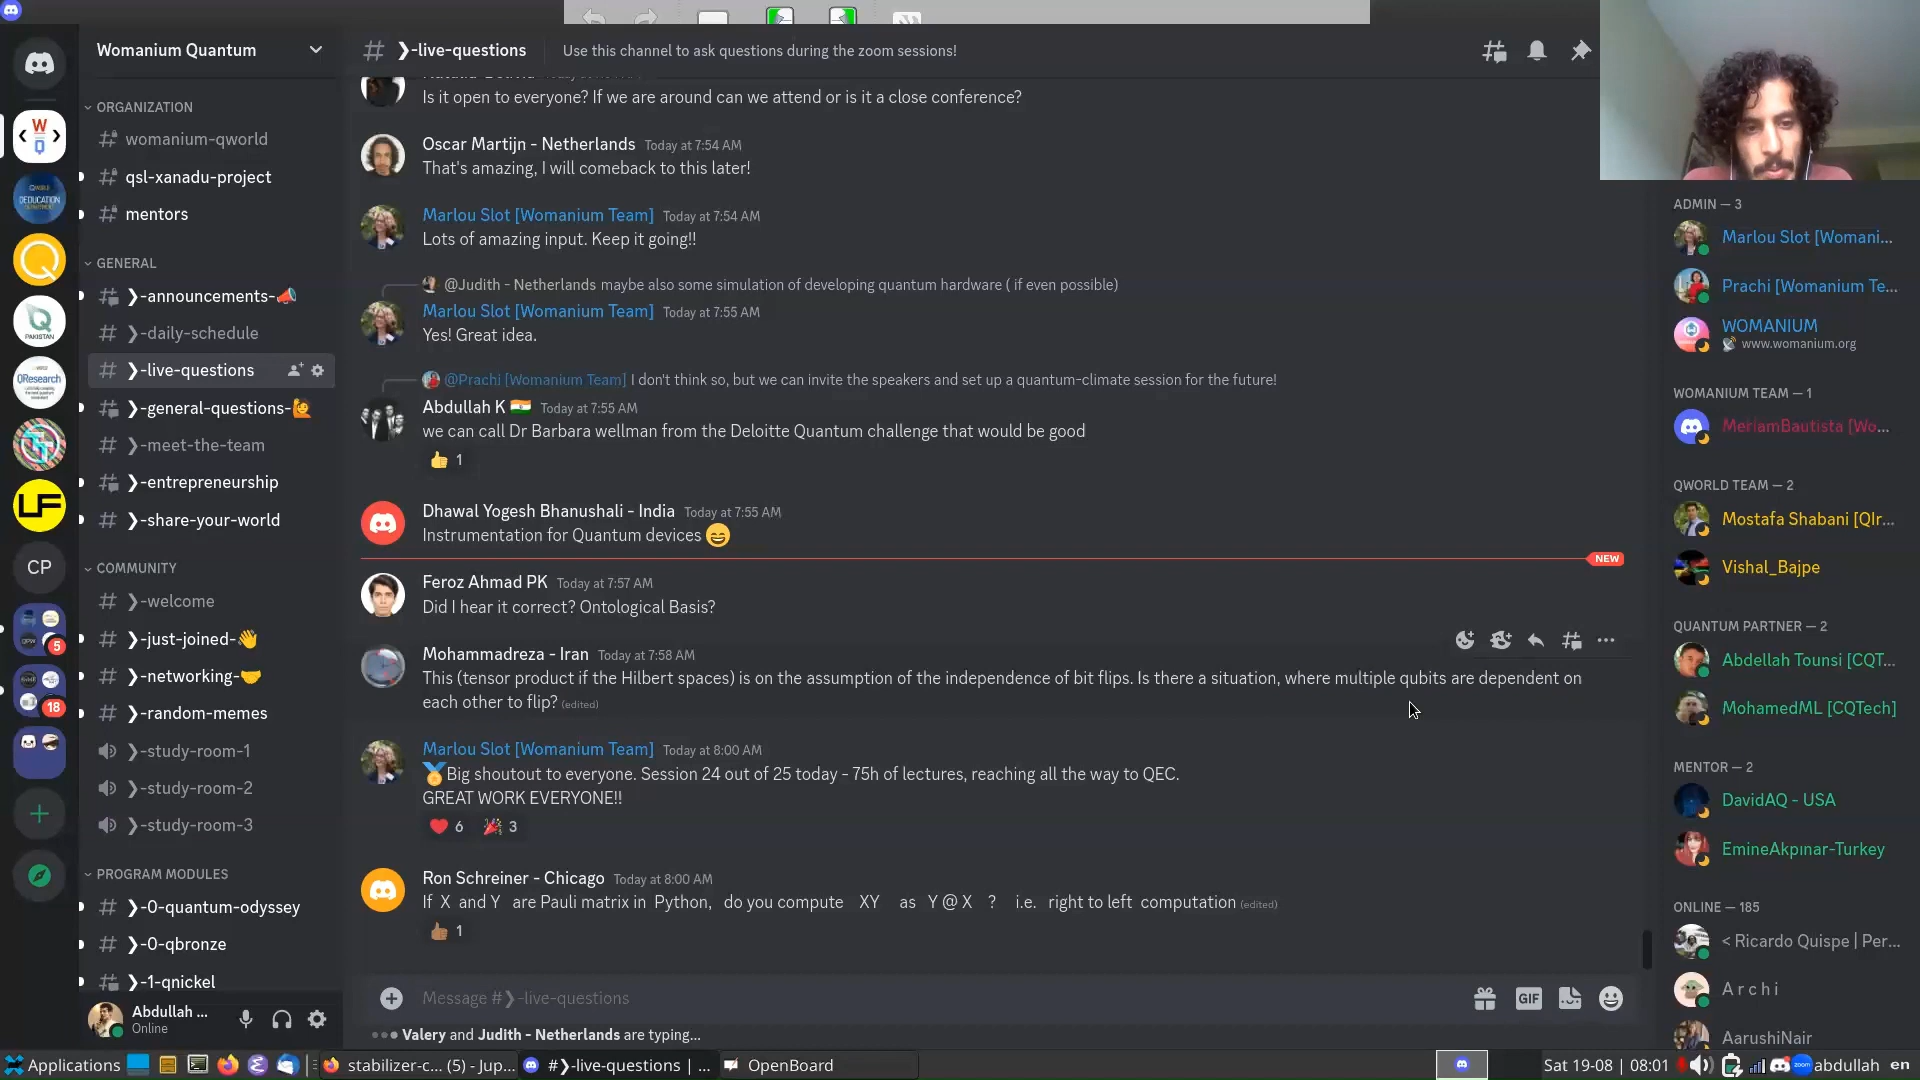 Womanium Quantum
ORGANIZATION
womanium-qworld
qsl-xanadu-project
mentors
GENERAL
❯-announcements-📣
❯-daily-schedule
❯-live-questions
❯-general-questions-🙋
❯-meet-the-team
❯-entrepreneurship
❯-share-your-world
COMMUNITY
❯-welcome
❯-just-joined-👋
❯-networking-🤝
❯-random-memes
❯-study-room-1
❯-study-room-2
❯-study-room-3
PROGRAM MODULES
❯-0-quantum-odyssey
❯-0-qbronze
❯-1-qnickel
Abdullah ...
Online
W
Q
PAKISTAN
QResearch
LF
CP
5
18
❯-live-questions
Use this channel to ask questions during the zoom sessions!
Is it open to everyone? If we are around can we attend or is it a close conference?
Oscar Martijn - Netherlands Today at 7:54 AM
That's amazing, I will comeback to this later!
Marlou Slot [Womanium Team] Today at 7:54 AM
Lots of amazing input. Keep it going!!
@Judith - Netherlands maybe also some simulation of developing quantum hardware ( if even possible)
Marlou Slot [Womanium Team] Today at 7:55 AM
Yes! Great idea.
@Prachi [Womanium Team] I don't think so, but we can invite the speakers and set up a quantum-climate session for the future!
Abdullah K 🇮🇳 Today at 7:55 AM
we can call Dr Barbara wellman from the Deloitte Quantum challenge that would be good
👍 1
Dhawal Yogesh Bhanushali - India Today at 7:55 AM
Instrumentation for Quantum devices 😄
NEW
Feroz Ahmad PK Today at 7:57 AM
Did I hear it correct? Ontological Basis?
Mohammadreza - Iran Today at 7:58 AM
This (tensor product if the Hilbert spaces) is on the assumption of the independence of bit flips. Is there a situation, where multiple qubits are dependent on
each other to flip? (edited)
Marlou Slot [Womanium Team] Today at 8:00 AM
🏅Big shoutout to everyone. Session 24 out of 25 today - 75h of lectures, reaching all the way to QEC.
GREAT WORK EVERYONE!!
❤️ 6 🎉 3
Ron Schreiner - Chicago Today at 8:00 AM
If X and Y are Pauli matrix in Python, do you compute XY as Y @ X ? i.e. right to left computation (edited)
👍🏽 1
Message #❯-live-questions
GIF
Valery and Judith - Netherlands are typing...
ADMIN — 3
Marlou Slot [Womani...
Prachi [Womanium Te...
WOMANIUM
www.womanium.org
WOMANIUM TEAM — 1
MeriamBautista [Wo...
QWORLD TEAM — 2
Mostafa Shabani [QIr...
Vishal_Bajpe
QUANTUM PARTNER — 2
Abdellah Tounsi [CQT...
MohamedML [CQTech]
MENTOR — 2
DavidAQ - USA
EmineAkpınar-Turkey
ONLINE — 185
< Ricardo Quispe | Per...
A r c h i
AarushiNair
Applications
stabilizer-c... (5) - Jup...
#❯-live-questions | ...
OpenBoard
Sat 19-08 | 08:01
abdullah
en